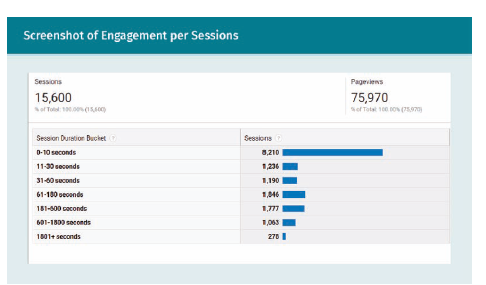 Screenshot of Engagement per Sessions
Sessions Pageviews
15,600 75,970
% of Total: 100.00% (15,600) % of Total: 100.00% (75,970)
Session Duration Bucket ? Sessions ?
0-10 seconds 8,210
11-30 seconds 1,236
31-60 seconds 1,190
61-180 seconds 1,846
181-600 seconds 1,777
601-1800 seconds 1,063
1801+ seconds 278